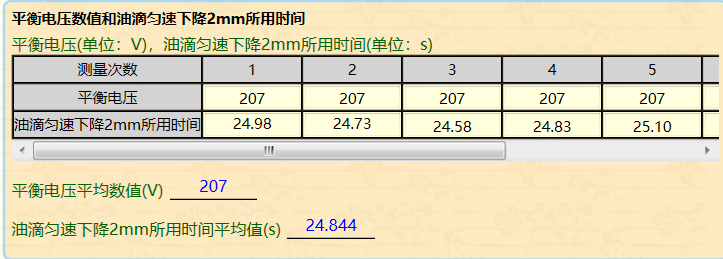 平衡电压数值和油滴匀速下降2mm所用时间
平衡电压(单位：V)，油滴匀速下降2mm所用时间(单位：s)
测量次数 1 2 3 4 5
平衡电压 207 207 207 207 207
油滴匀速下降2mm所用时间 24.98 24.73 24.58 24.83 25.10
平衡电压平均数值(V) 207
油滴匀速下降2mm所用时间平均值(s) 24.844